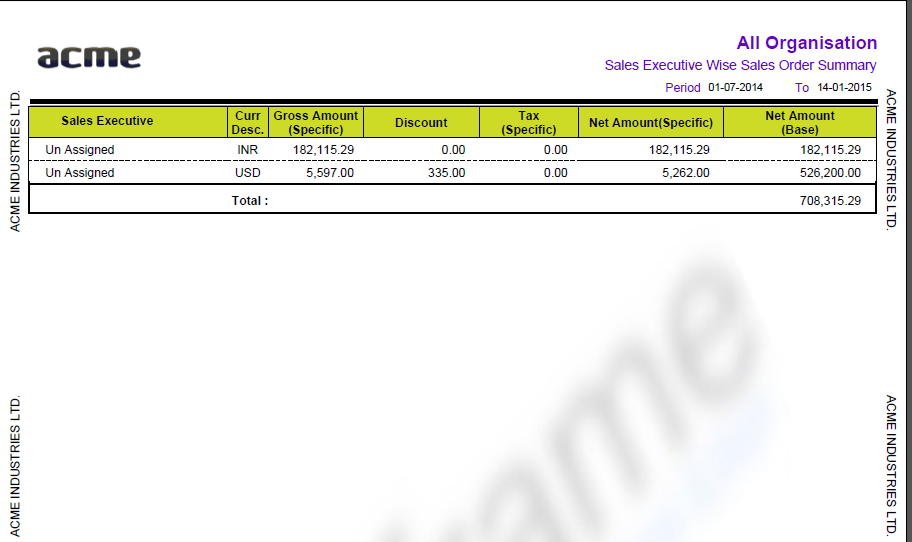 acme
All Organisation
Sales Executive Wise Sales Order Summary
Period 01-07-2014 To 14-01-2015
ACME INDUSTRIES LTD.
ACME INDUSTRIES LTD.
Sales Executive Curr Desc. Gross Amount (Specific) Discount Tax (Specific) Net Amount(Specific) Net Amount (Base)
Un Assigned INR 182,115.29 0.00 0.00 182,115.29 182,115.29
Un Assigned USD 5,597.00 335.00 0.00 5,262.00 526,200.00
Total : 708,315.29
ACME INDUSTRIES LTD.
ACME INDUSTRIES LTD.